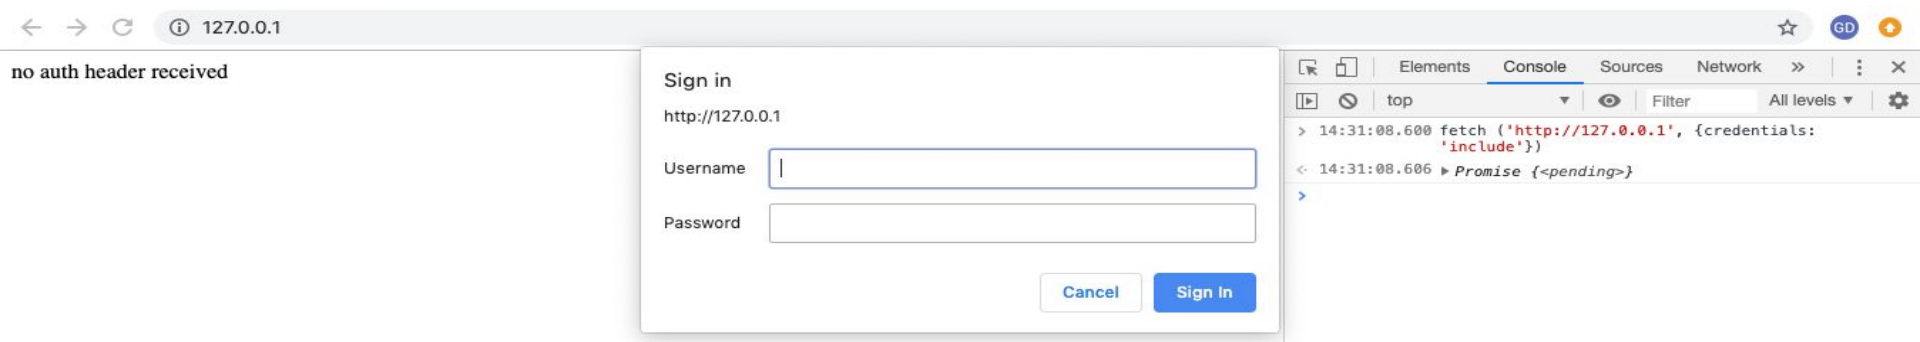 127.0.0.1
GD
no auth header received
Sign in
http://127.0.0.1
Username
Password
Cancel Sign In
Elements Console Sources Network »
top Filter All levels
> 14:31:08.600 fetch ('http://127.0.0.1', {credentials:
'include'})
14:31:08.606 Promise {<pending>}
>